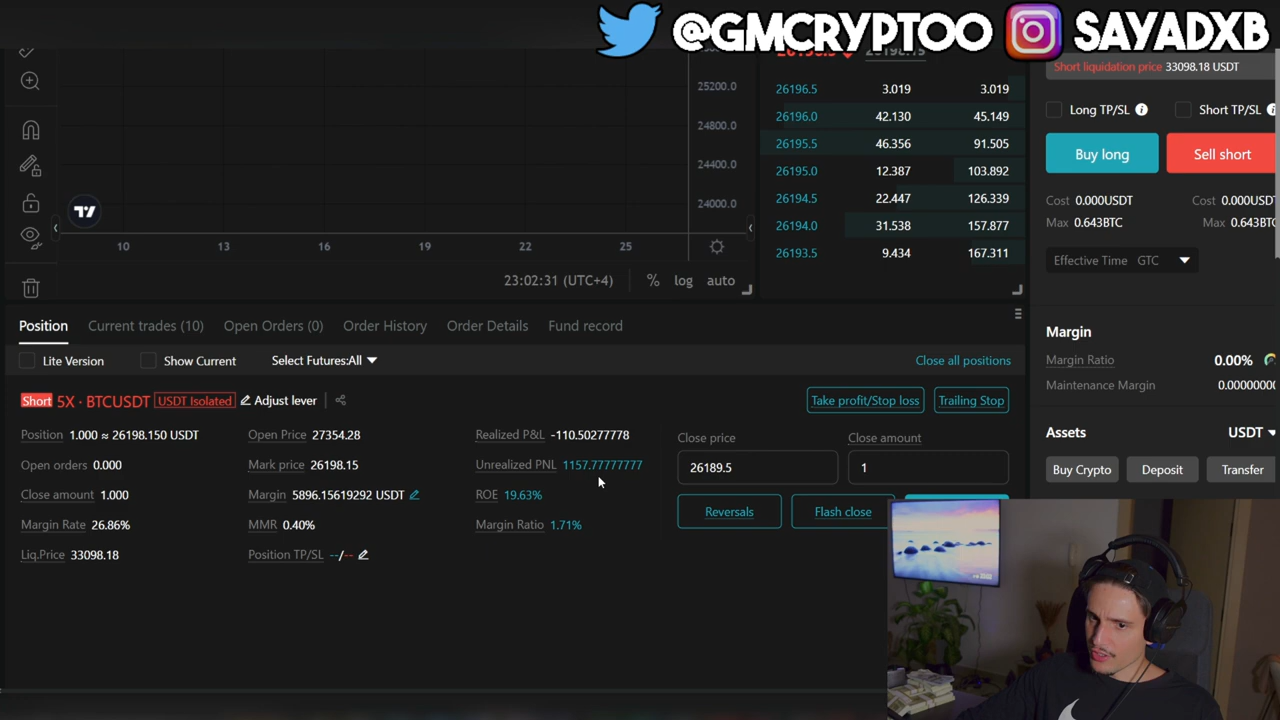 @GMCRYPTOO SAYADXB
25200.0
24800.0
24400.0
24000.0
10 13 16 19 22 25
23:02:31 (UTC+4) % log auto
26196.5 3.019 3.019
26196.0 42.130 45.149
26195.5 46.356 91.505
26195.0 12.387 103.892
26194.5 22.447 126.339
26194.0 31.538 157.877
26193.5 9.434 167.311
Short liquidation price 33098.18 USDT
Long TP/SL Short TP/SL
Buy long Sell short
Cost 0.000USDT Cost 0.000USDT
Max 0.643BTC Max 0.643BTC
Effective Time GTC
Margin
Margin Ratio 0.00%
Maintenance Margin 0.00000000
Assets USDT
Buy Crypto Deposit Transfer
Position Current trades (10) Open Orders (0) Order History Order Details Fund record
Lite Version Show Current Select Futures:All Close all positions
Short 5X · BTCUSDT USDT Isolated Adjust lever Take profit/Stop loss Trailing Stop
Position 1.000 ≈ 26198.150 USDT Open Price 27354.28 Realized P&L -110.50277778 Close price Close amount
Open orders 0.000 Mark price 26198.15 Unrealized PNL 1157.77777777 26189.5 1
Close amount 1.000 Margin 5896.15619292 USDT ROE 19.63%
Margin Rate 26.86% MMR 0.40% Margin Ratio 1.71% Reversals Flash close
Liq.Price 33098.18 Position TP/SL --/--